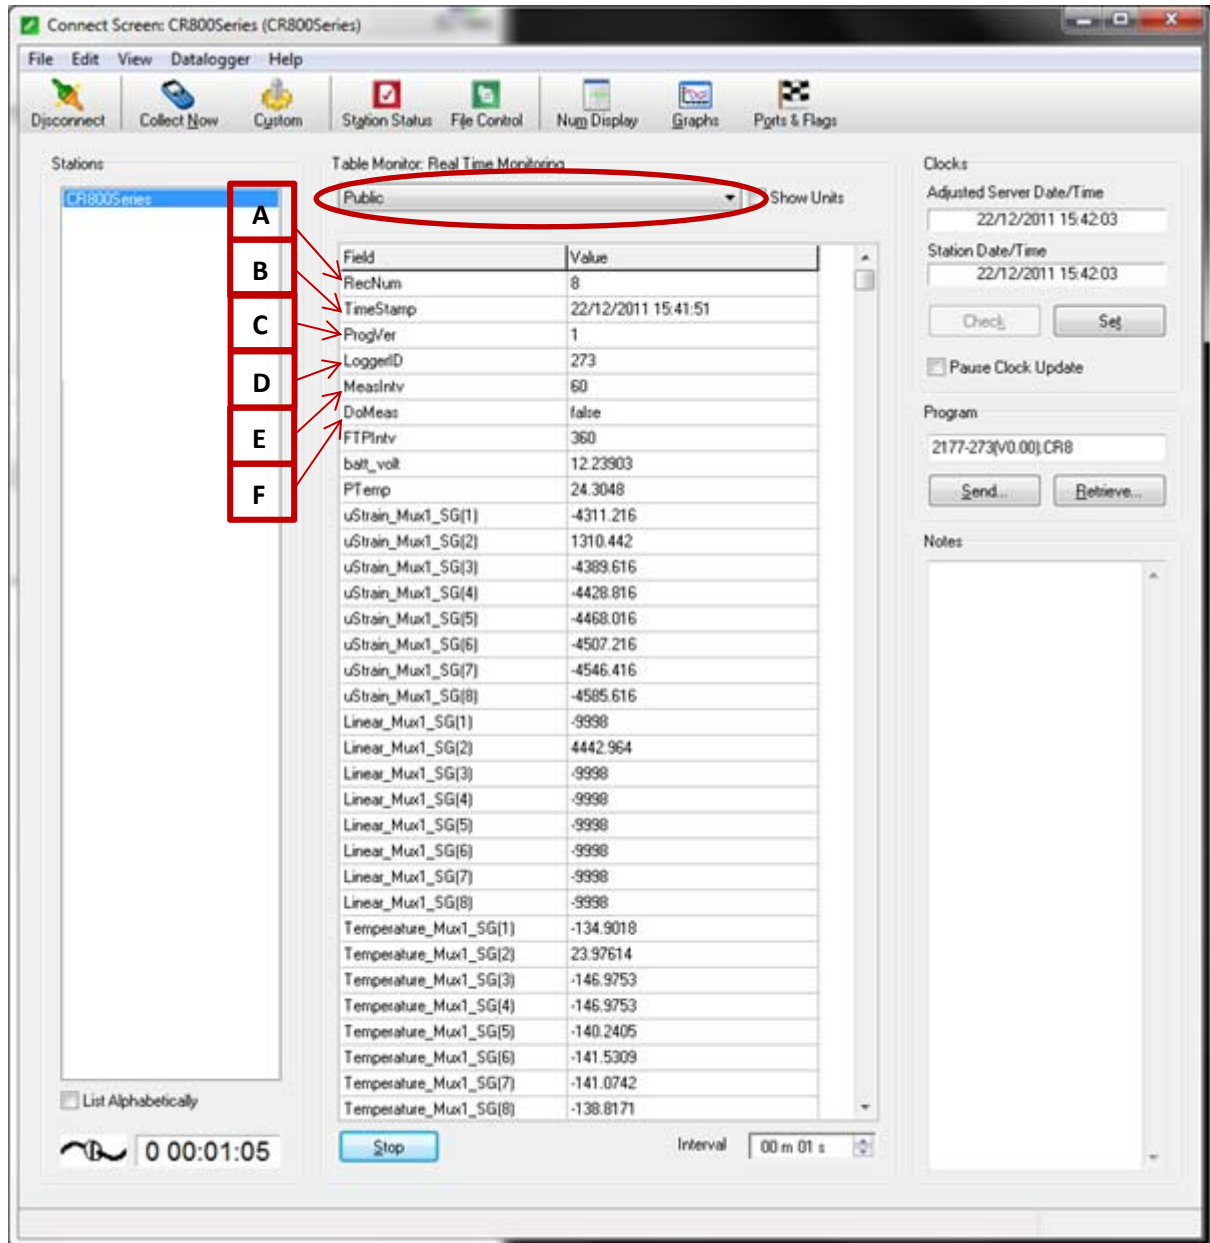 Connect Screen: CR800Series (CR800Series)
File Edit View Datalogger Help
Disconnect Collect Now Custom Station Status File Control Num Display Graphs Ports & Flags
Stations
CR800Series
A
B
C
D
E
F
List Alphabetically
0 00:01:05
Table Monitor: Real Time Monitoring
Public Show Units
Field Value
RecNum 8
TimeStamp 22/12/2011 15:41:51
ProgVer 1
LoggerID 273
MeasIntv 60
DoMeas false
FTPIntv 360
batt_volt 12.23903
PTemp 24.3048
uStrain_Mux1_SG(1) -4311.216
uStrain_Mux1_SG(2) 1310.442
uStrain_Mux1_SG(3) -4389.616
uStrain_Mux1_SG(4) -4428.816
uStrain_Mux1_SG(5) -4468.016
uStrain_Mux1_SG(6) -4507.216
uStrain_Mux1_SG(7) -4546.416
uStrain_Mux1_SG(8) -4585.616
Linear_Mux1_SG(1) -9998
Linear_Mux1_SG(2) 4442.964
Linear_Mux1_SG(3) -9998
Linear_Mux1_SG(4) -9998
Linear_Mux1_SG(5) -9998
Linear_Mux1_SG(6) -9998
Linear_Mux1_SG(7) -9998
Linear_Mux1_SG(8) -9998
Temperature_Mux1_SG(1) -134.9018
Temperature_Mux1_SG(2) 23.97614
Temperature_Mux1_SG(3) -146.9753
Temperature_Mux1_SG(4) -146.9753
Temperature_Mux1_SG(5) -140.2405
Temperature_Mux1_SG(6) -141.5309
Temperature_Mux1_SG(7) -141.0742
Temperature_Mux1_SG(8) -138.8171
Stop Interval 00 m 01 s
Clocks
Adjusted Server Date/Time
22/12/2011 15:42:03
Station Date/Time
22/12/2011 15:42:03
Check Set
Pause Clock Update
Program
2177-273(V0.00).CR8
Send... Retrieve...
Notes